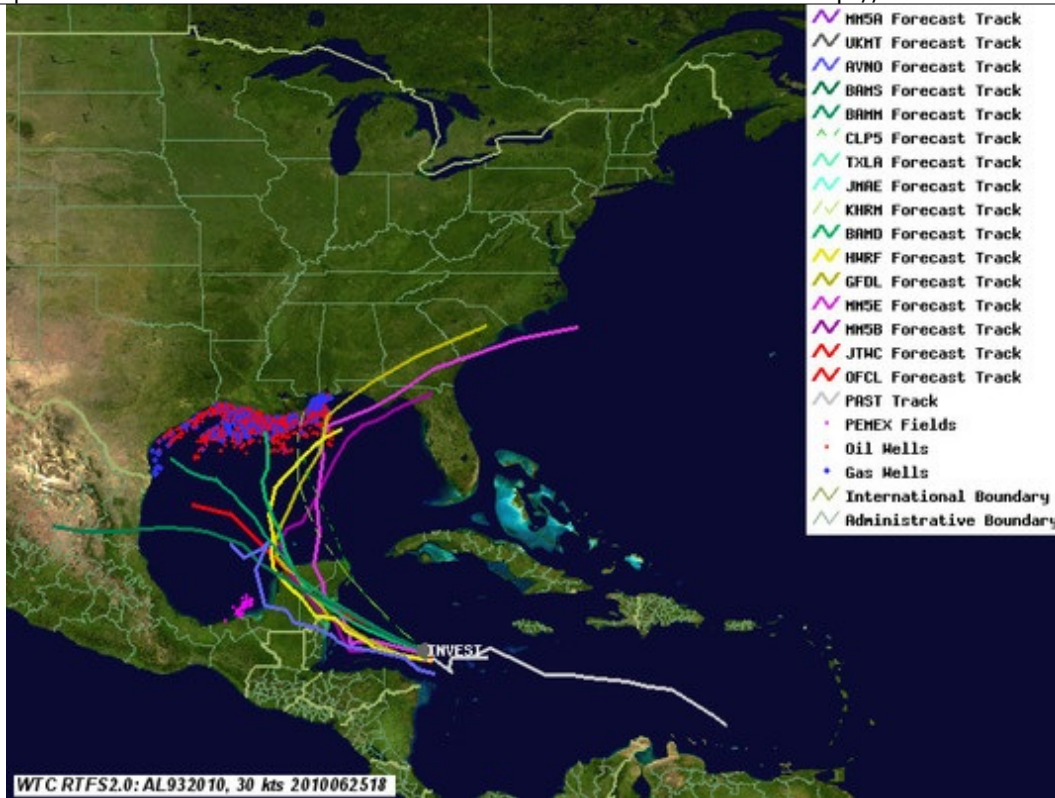 MM5A Forecast Track
UKMT Forecast Track
AVNO Forecast Track
BAMS Forecast Track
BAMM Forecast Track
CLP5 Forecast Track
TXLA Forecast Track
JMAE Forecast Track
KHRM Forecast Track
BAMD Forecast Track
HWRF Forecast Track
GFDL Forecast Track
MM5E Forecast Track
MM5B Forecast Track
JTWC Forecast Track
OFCL Forecast Track
PAST Track
PEMEX Fields
Oil Wells
Gas Wells
International Boundary
Administrative Boundary
INVEST
WTC RTFS2.0: AL932010, 30 kts 2010062518